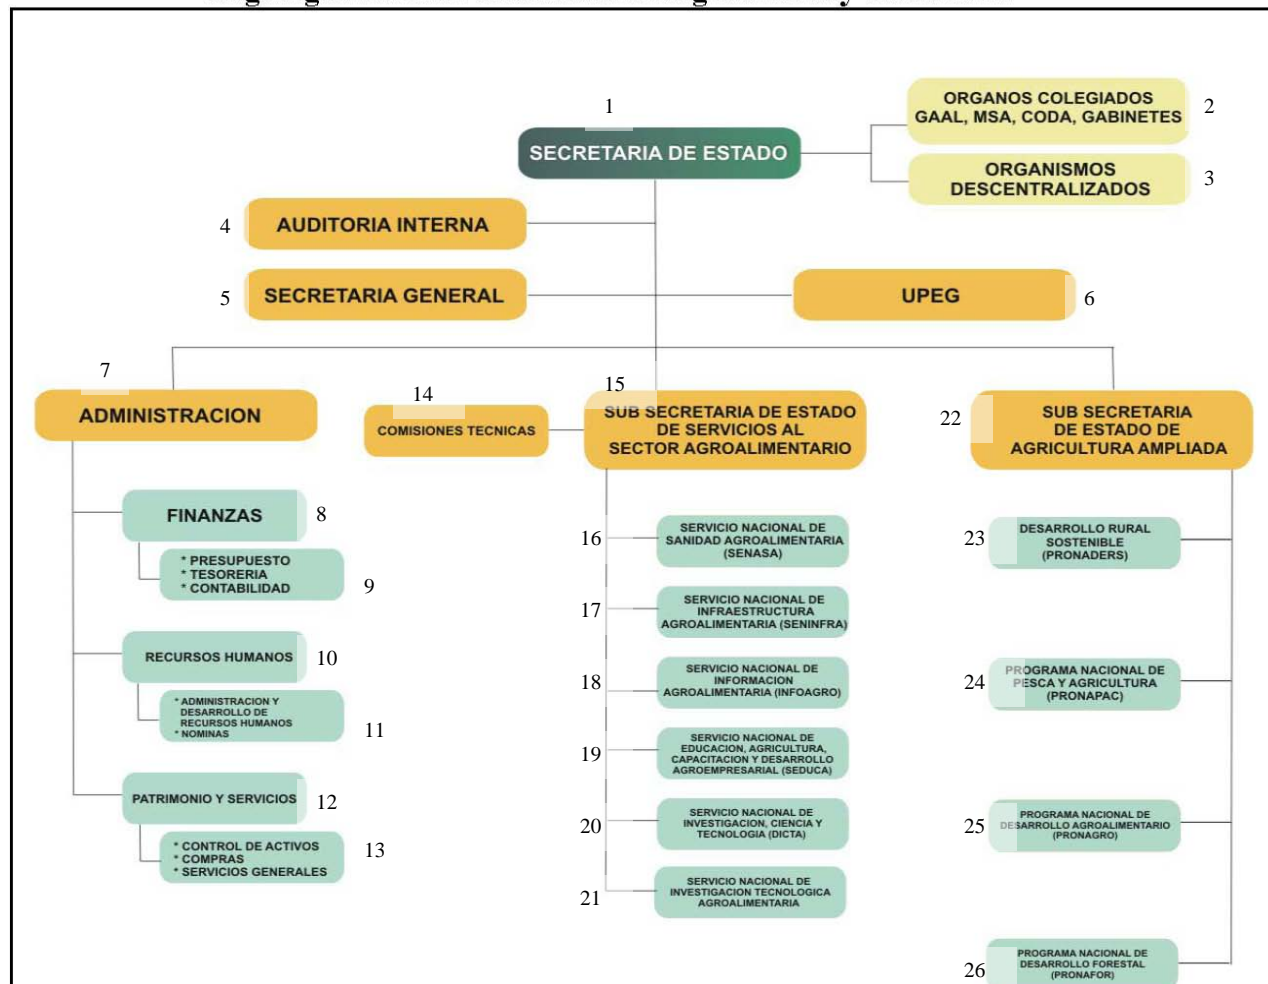 1
SECRETARIA DE ESTADO
ORGANOS COLEGIADOS
GAAL, MSA, CODA, GABINETES
2
ORGANISMOS
DESCENTRALIZADOS
3
4
AUDITORIA INTERNA
5
SECRETARIA GENERAL
UPEG
6
7
ADMINISTRACION
FINANZAS
8
* PRESUPUESTO
* TESORERIA
* CONTABILIDAD
9
RECURSOS HUMANOS
10
* ADMINISTRACION Y
DESARROLLO DE
RECURSOS HUMANOS
* NOMINAS
11
PATRIMONIO Y SERVICIOS
12
* CONTROL DE ACTIVOS
* COMPRAS
* SERVICIOS GENERALES
13
14
COMISIONES TECNICAS
15
SUB SECRETARIA DE ESTADO
DE SERVICIOS AL
SECTOR AGROALIMENTARIO
16
SERVICIO NACIONAL DE
SANIDAD AGROALIMENTARIA
(SENASA)
17
SERVICIO NACIONAL DE
INFRAESTRUCTURA
AGROALIMENTARIA (SENINFRA)
18
SERVICIO NACIONAL DE
INFORMACION
AGROALIMENTARIA (INFOAGRO)
19
SERVICIO NACIONAL DE
EDUCACION, AGRICULTURA,
CAPACITACION Y DESARROLLO
AGROEMPRESARIAL (SEDUCA)
20
SERVICIO NACIONAL DE
INVESTIGACION, CIENCIA Y
TECNOLOGIA (DICTA)
21
SERVICIO NACIONAL DE
INVESTIGACION TECNOLOGICA
AGROALIMENTARIA
22
SUB SECRETARIA
DE ESTADO DE
AGRICULTURA AMPLIADA
23
DESARROLLO RURAL
SOSTENIBLE
(PRONADERS)
24
PROGRAMA NACIONAL DE
PESCA Y AGRICULTURA
(PRONAPAC)
25
PROGRAMA NACIONAL DE
DESARROLLO AGROALIMENTARIO
(PRONAGRO)
26
PROGRAMA NACIONAL DE
DESARROLLO FORESTAL
(PRONAFOR)